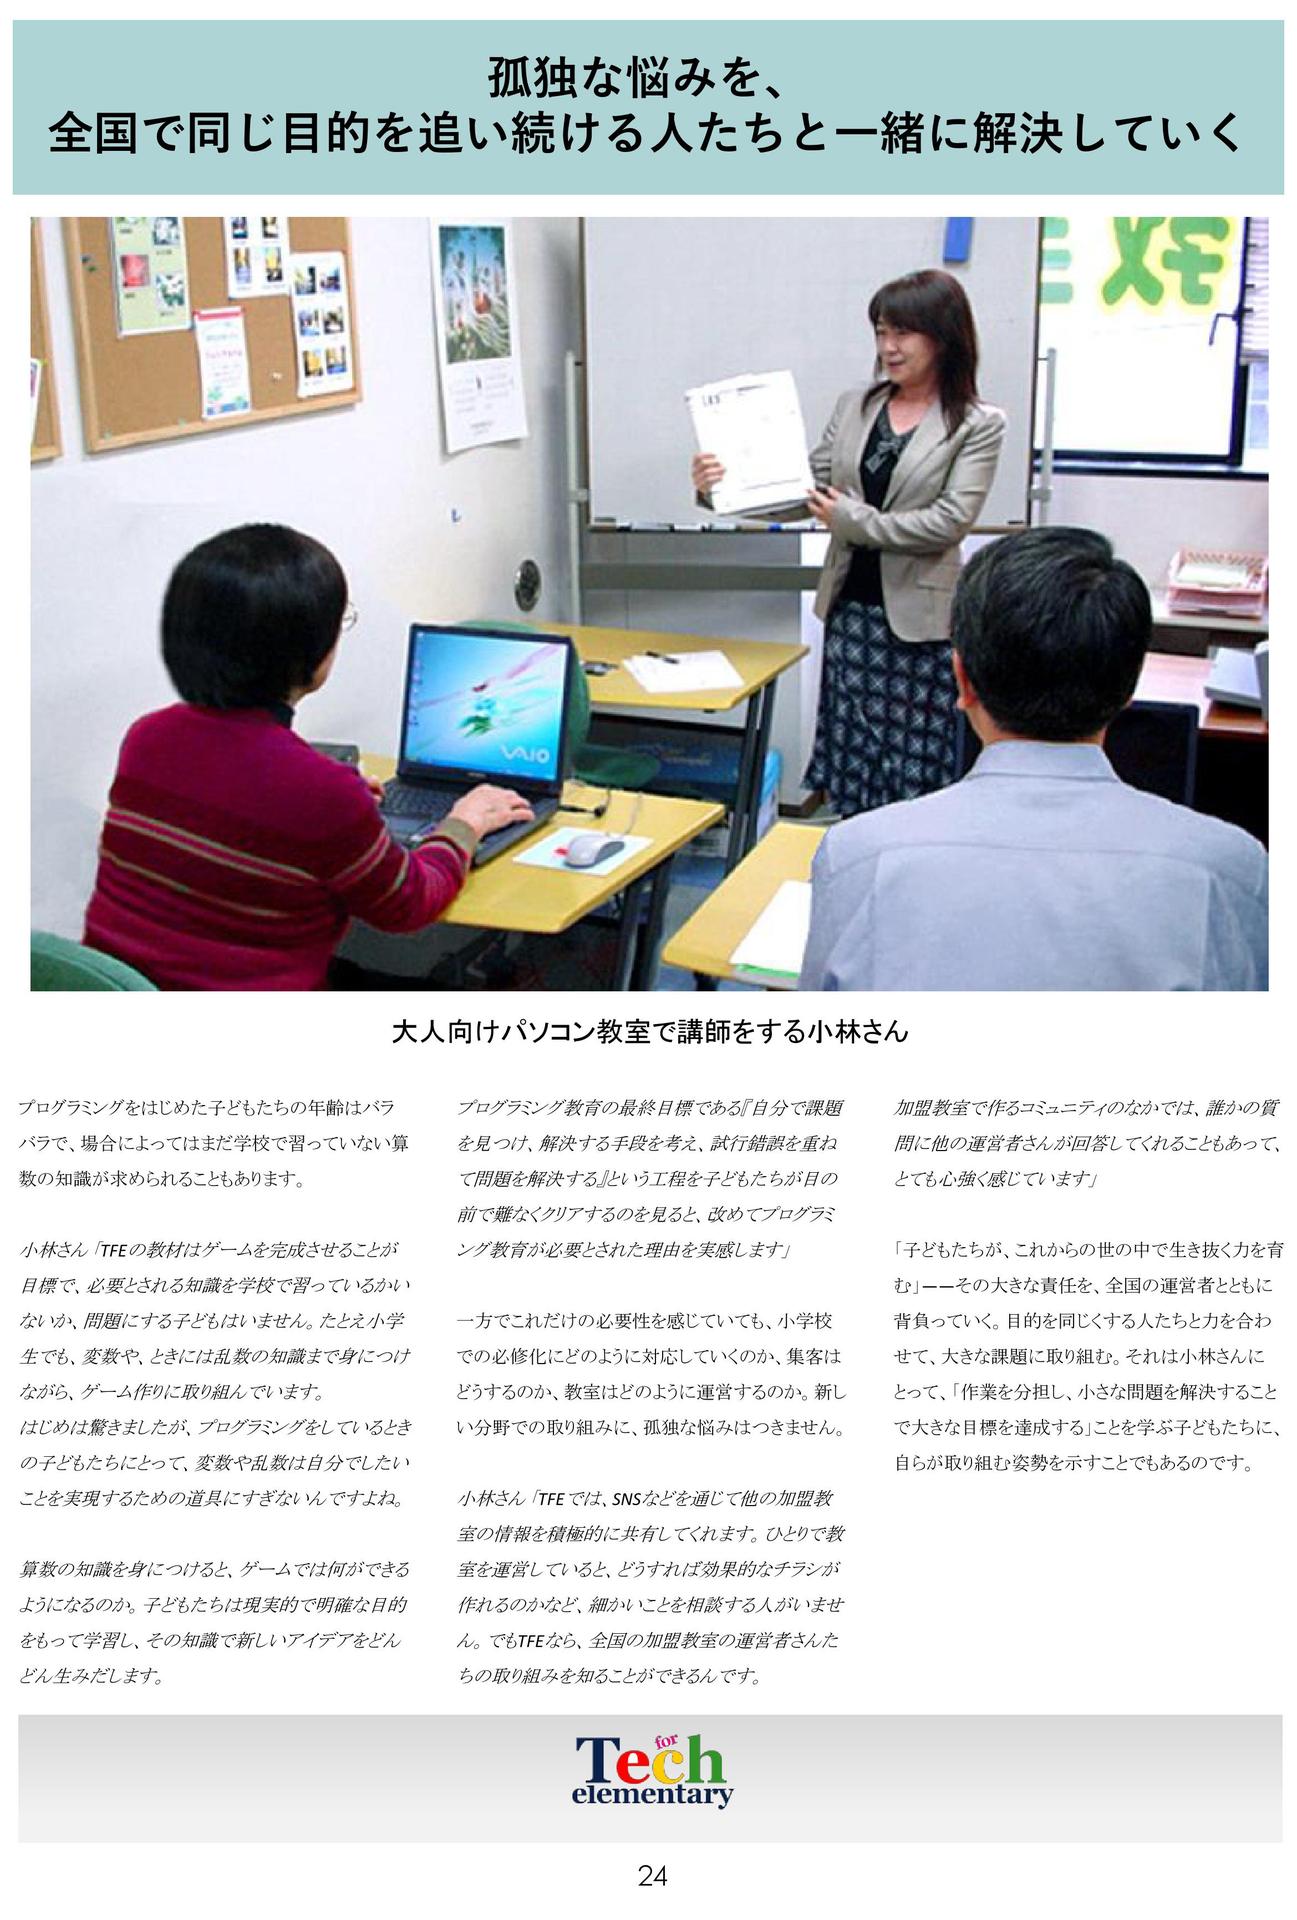 孤独な悩みを、
全国で同じ目的を追い続ける人たちと一緒に解決していく
VAIO
大人向けパソコン教室で講師をする小林さん
プログラミングをはじめた子どもたちの年齢はバラ
バラで、場合によってはまだ学校で習っていない算
数の知識が求められることもあります。
小林さん「TFEの教材はゲームを完成させることが
目標で、必要とされる知識を学校で習っているかい
ないか、問題にする子どもはいません。たとえ小学
生でも、変数や、ときには乱数の知識まで身につけ
ながら、ゲーム作りに取り組んでいます。
はじめは驚きましたが、プログラミングをしているとき
の子どもたちにとって、変数や乱数は自分でしたい
ことを実現するための道具にすぎないんですよね。
算数の知識を身につけると、ゲームでは何ができる
ようになるのか。子どもたちは現実的で明確な目的
をもって学習し、その知識で新しいアイデアをどん
どん生みだします。
プログラミング教育の最終目標である『自分で課題
を見つけ、解決する手段を考え、試行錯誤を重ね
て問題を解決する』という工程を子どもたちが目の
前で難なくクリアするのを見ると、改めてプログラミ
ング教育が必要とされた理由を実感します」
一方でこれだけの必要性を感じていても、小学校
での必修化にどのように対応していくのか、集客は
どうするのか、教室はどのように運営するのか。新し
い分野での取り組みに、孤独な悩みはつきません。
小林さん「TFEでは、SNSなどを通じて他の加盟教
室の情報を積極的に共有してくれます。ひとりで教
室を運営していると、どうすれば効果的なチラシが
作れるのかなど、細かいことを相談する人がいませ
ん。でもTFEなら、全国の加盟教室の運営者さんた
ちの取り組みを知ることができるんです。
加盟教室で作るコミュニティのなかでは、誰かの質
問に他の運営者さんが回答してくれることもあって、
とても心強く感じています」
「子どもたちが、これからの世の中で生き抜く力を育
む」――その大きな責任を、全国の運営者とともに
背負っていく。目的を同じくする人たちと力を合わ
せて、大きな課題に取り組む。それは小林さんに
とって、「作業を分担し、小さな問題を解決すること
で大きな目標を達成する」ことを学ぶ子どもたちに、
自らが取り組む姿勢を示すことでもあるのです。
Tech for
elementary
24